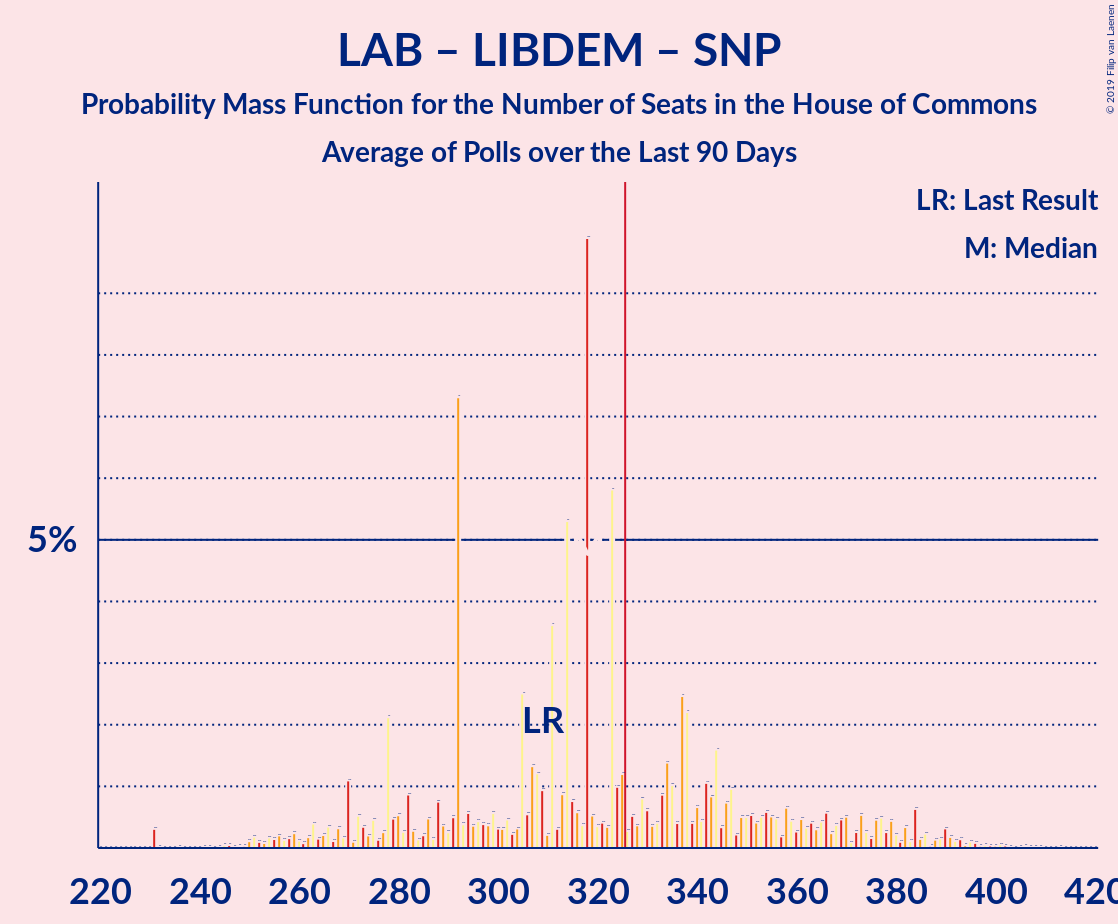 LAB – LIBDEM – SNP
Probability Mass Function for the Number of Seats in the House of Commons
Average of Polls over the Last 90 Days
© 2019 Filip van Laenen
LR: Last Result
M: Median
5%
LR
220 240 260 280 300 320 340 360 380 400 420